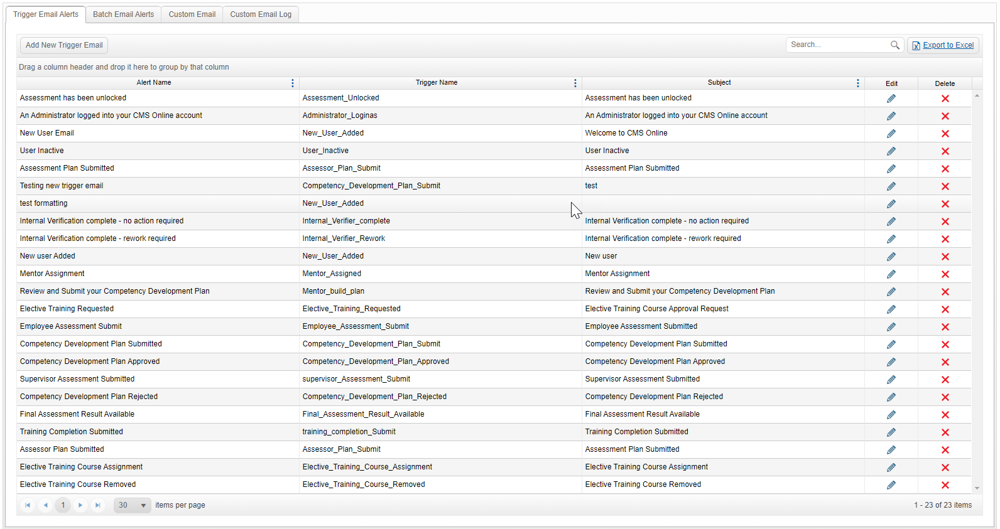 Trigger Email Alerts Batch Email Alerts Custom Email Custom Email Log
Add New Trigger Email Search... Export to Excel
Drag a column header and drop it here to group by that column
Alert Name Trigger Name Subject Edit Delete
Assessment has been unlocked Assessment_Unlocked Assessment has been unlocked
An Administrator logged into your CMS Online account Administrator_Loginas An Administrator logged into your CMS Online account
New User Email New_User_Added Welcome to CMS Online
User Inactive User_Inactive User Inactive
Assessment Plan Submitted Assessor_Plan_Submit Assessment Plan Submitted
Testing new trigger email Competency_Development_Plan_Submit test
test formatting New_User_Added
Internal Verification complete - no action required Internal_Verifier_complete Internal Verification complete - no action required
Internal Verification complete - rework required Internal_Verifier_Rework Internal Verification complete - rework required
New user Added New_User_Added New user
Mentor Assignment Mentor_Assigned Mentor Assignment
Review and Submit your Competency Development Plan Mentor_build_plan Review and Submit your Competency Development Plan
Elective Training Requested Elective_Training_Requested Elective Training Course Approval Request
Employee Assessment Submit Employee_Assessment_Submit Employee Assessment Submitted
Competency Development Plan Submitted Competency_Development_Plan_Submit Competency Development Plan Submitted
Competency Development Plan Approved Competency_Development_Plan_Approved Competency Development Plan Approved
Supervisor Assessment Submitted supervisor_Assessment_Submit Supervisor Assessment Submitted
Competency Development Plan Rejected Competency_Development_Plan_Rejected Competency Development Plan Rejected
Final Assessment Result Available Final_Assessment_Result_Available Final Assessment Result Available
Training Completion Submitted training_completion_Submit Training Completion Submitted
Assessor Plan Submitted Assessor_Plan_Submit Assessment Plan Submitted
Elective Training Course Assignment Elective_Training_Course_Assignment Elective Training Course Assignment
Elective Training Course Removed Elective_Training_Course_Removed Elective Training Course Removed
1 30 items per page 1 - 23 of 23 items